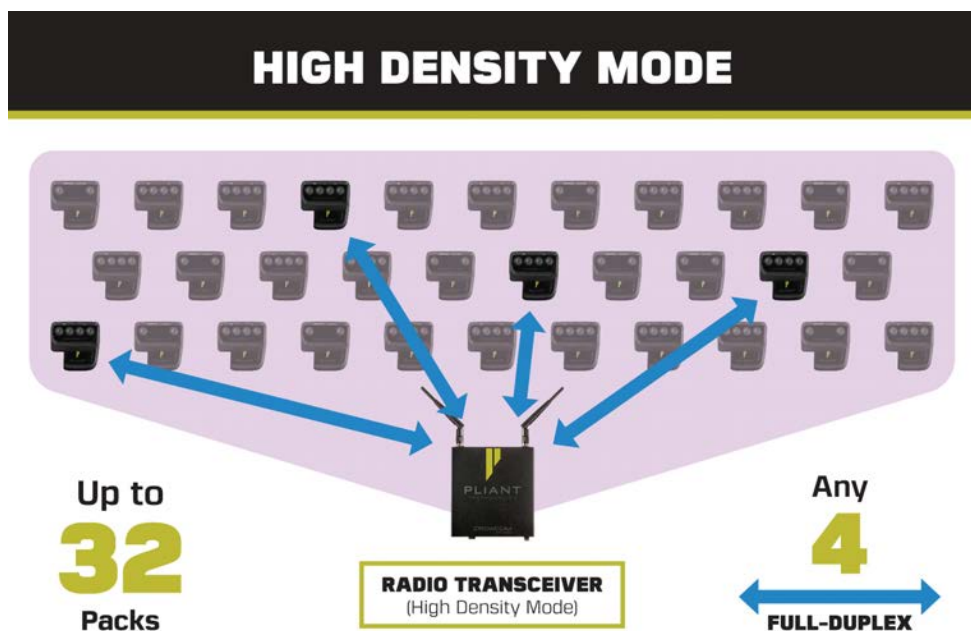 HIGH DENSITY MODE
PLIANT
Up to
32
Packs
RADIO TRANSCEIVER
(High Density Mode)
Any
4
FULL-DUPLEX